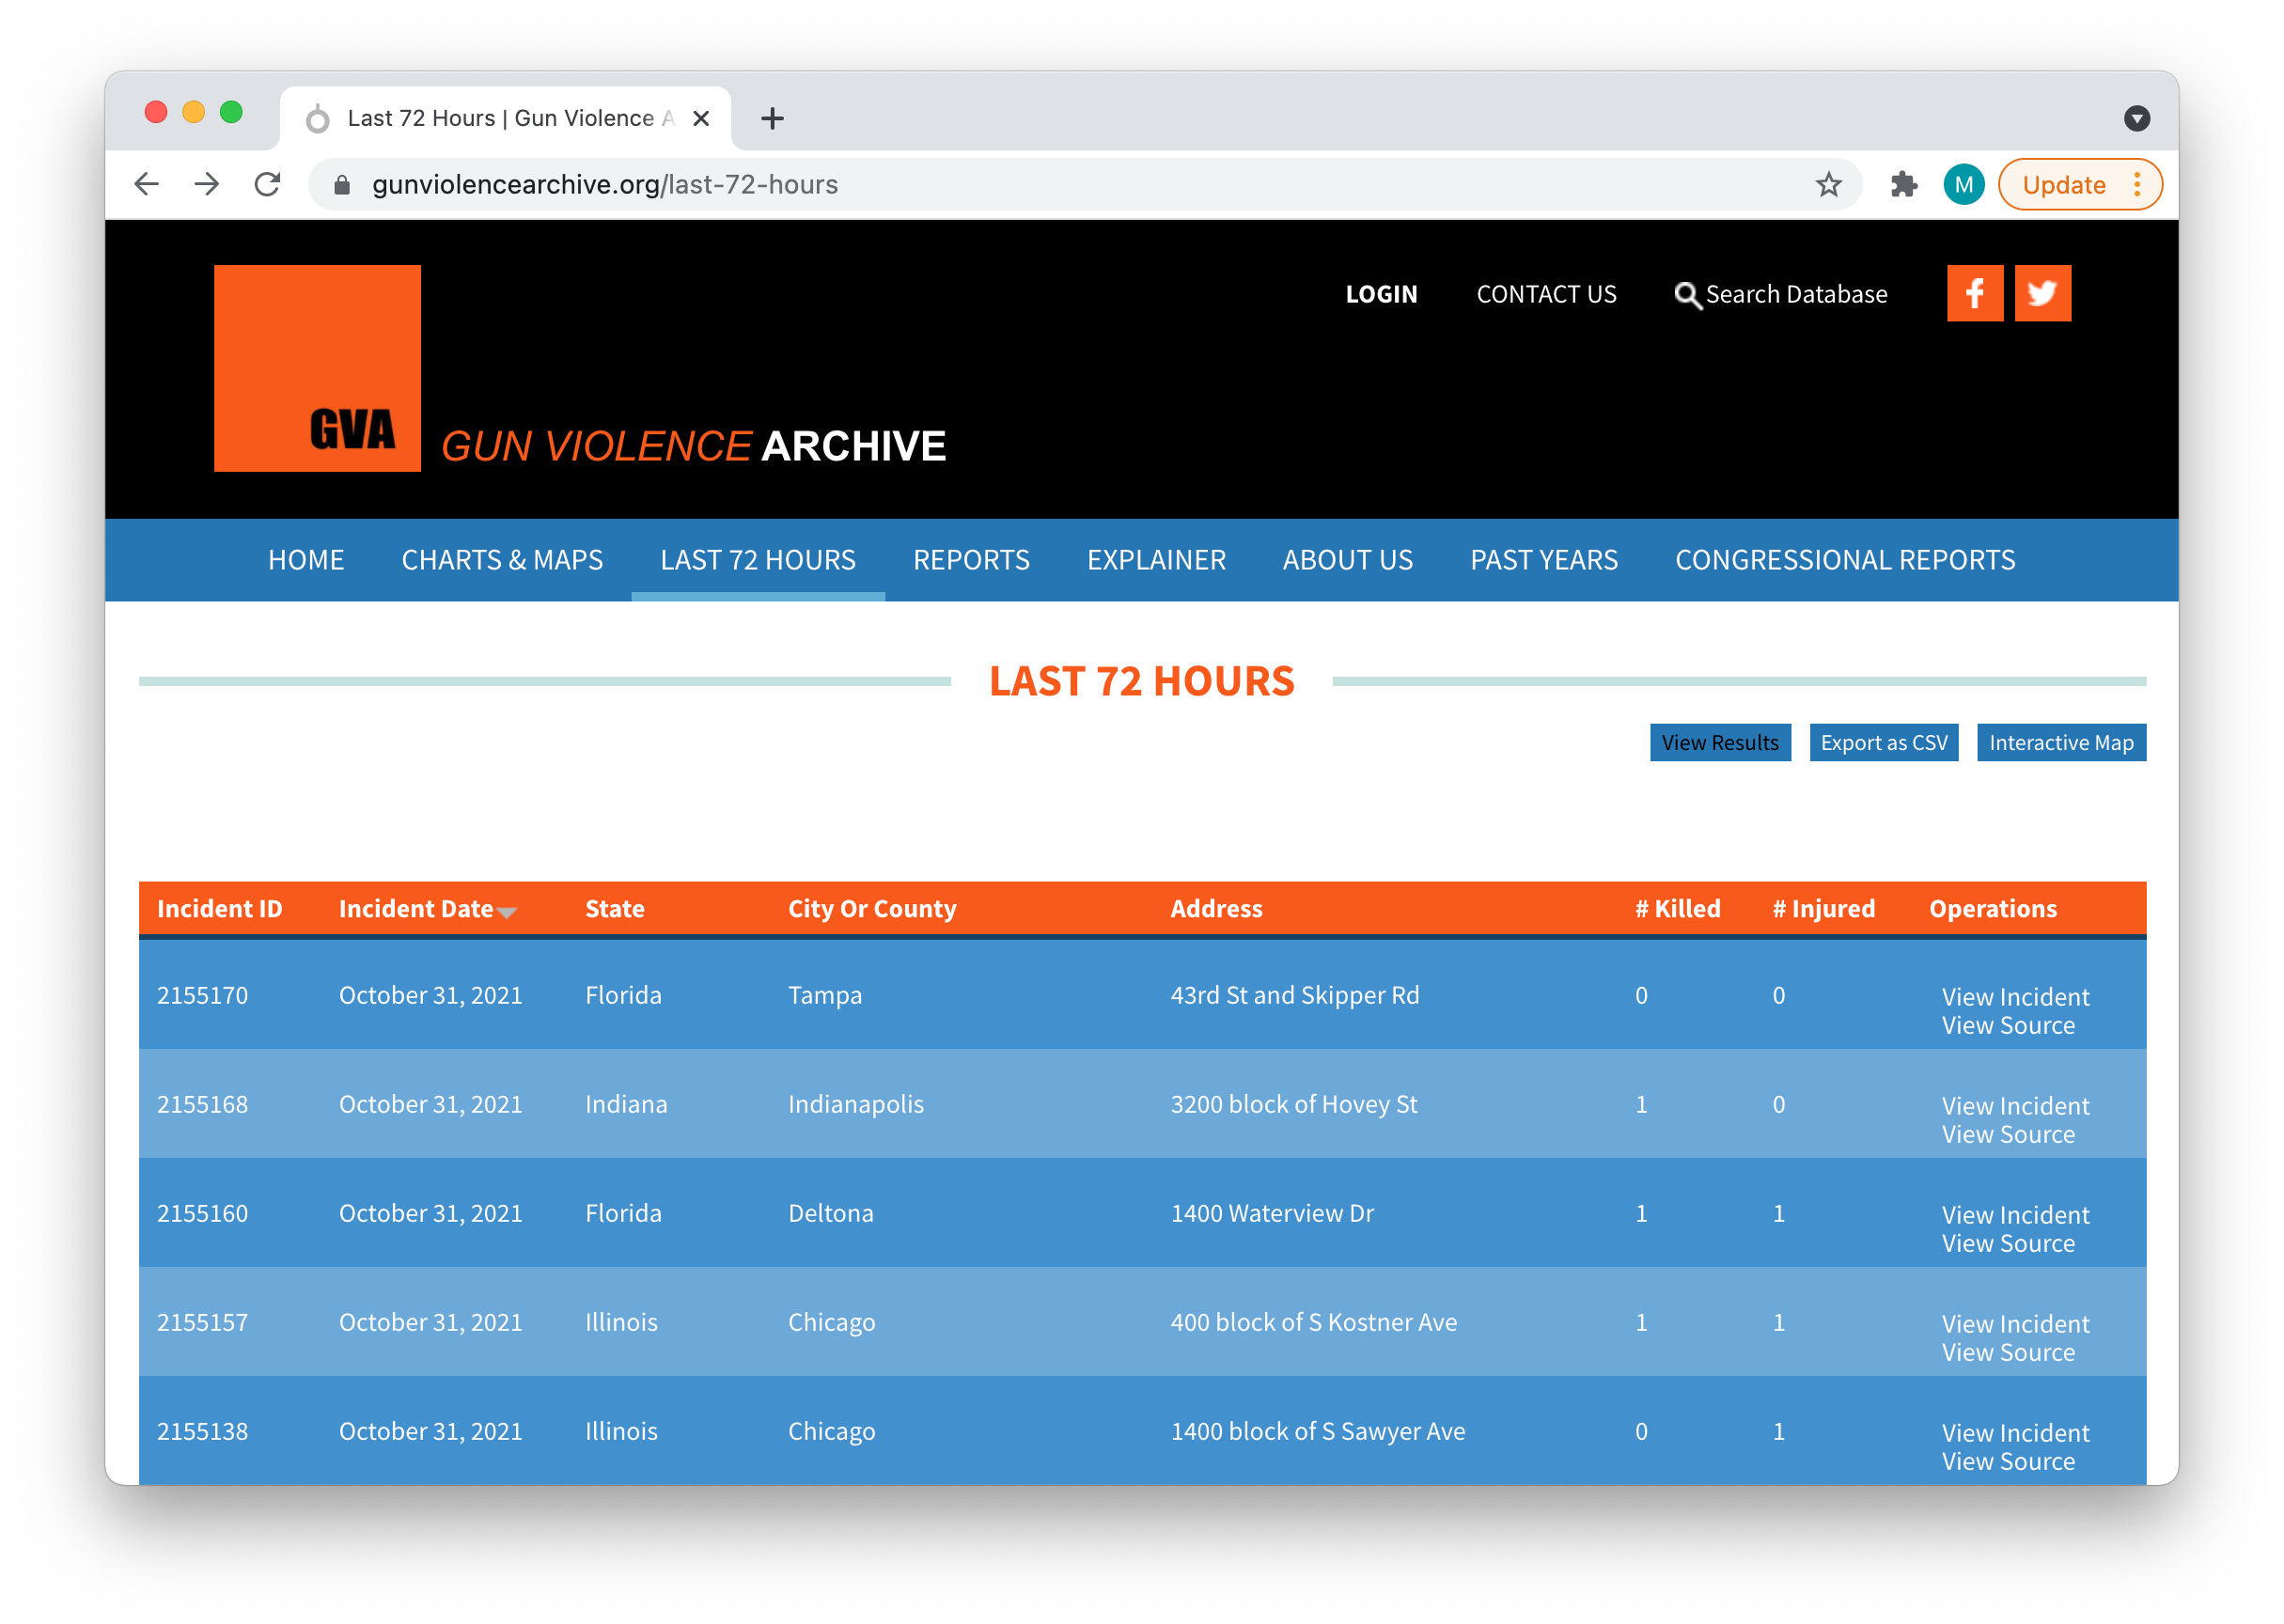 Last 72 Hours | Gun Violence A
gunviolencearchive.org/last-72-hours
M
Update
LOGIN CONTACT US Search Database
GVA
GUN VIOLENCE ARCHIVE
HOME CHARTS & MAPS LAST 72 HOURS REPORTS EXPLAINER ABOUT US PAST YEARS CONGRESSIONAL REPORTS
LAST 72 HOURS
View Results Export as CSV Interactive Map
Incident ID Incident Date State City Or County Address # Killed # Injured Operations
2155170 October 31, 2021 Florida Tampa 43rd St and Skipper Rd 0 0 View Incident
View Source
2155168 October 31, 2021 Indiana Indianapolis 3200 block of Hovey St 1 0 View Incident
View Source
2155160 October 31, 2021 Florida Deltona 1400 Waterview Dr 1 1 View Incident
View Source
2155157 October 31, 2021 Illinois Chicago 400 block of S Kostner Ave 1 1 View Incident
View Source
2155138 October 31, 2021 Illinois Chicago 1400 block of S Sawyer Ave 0 1 View Incident
View Source